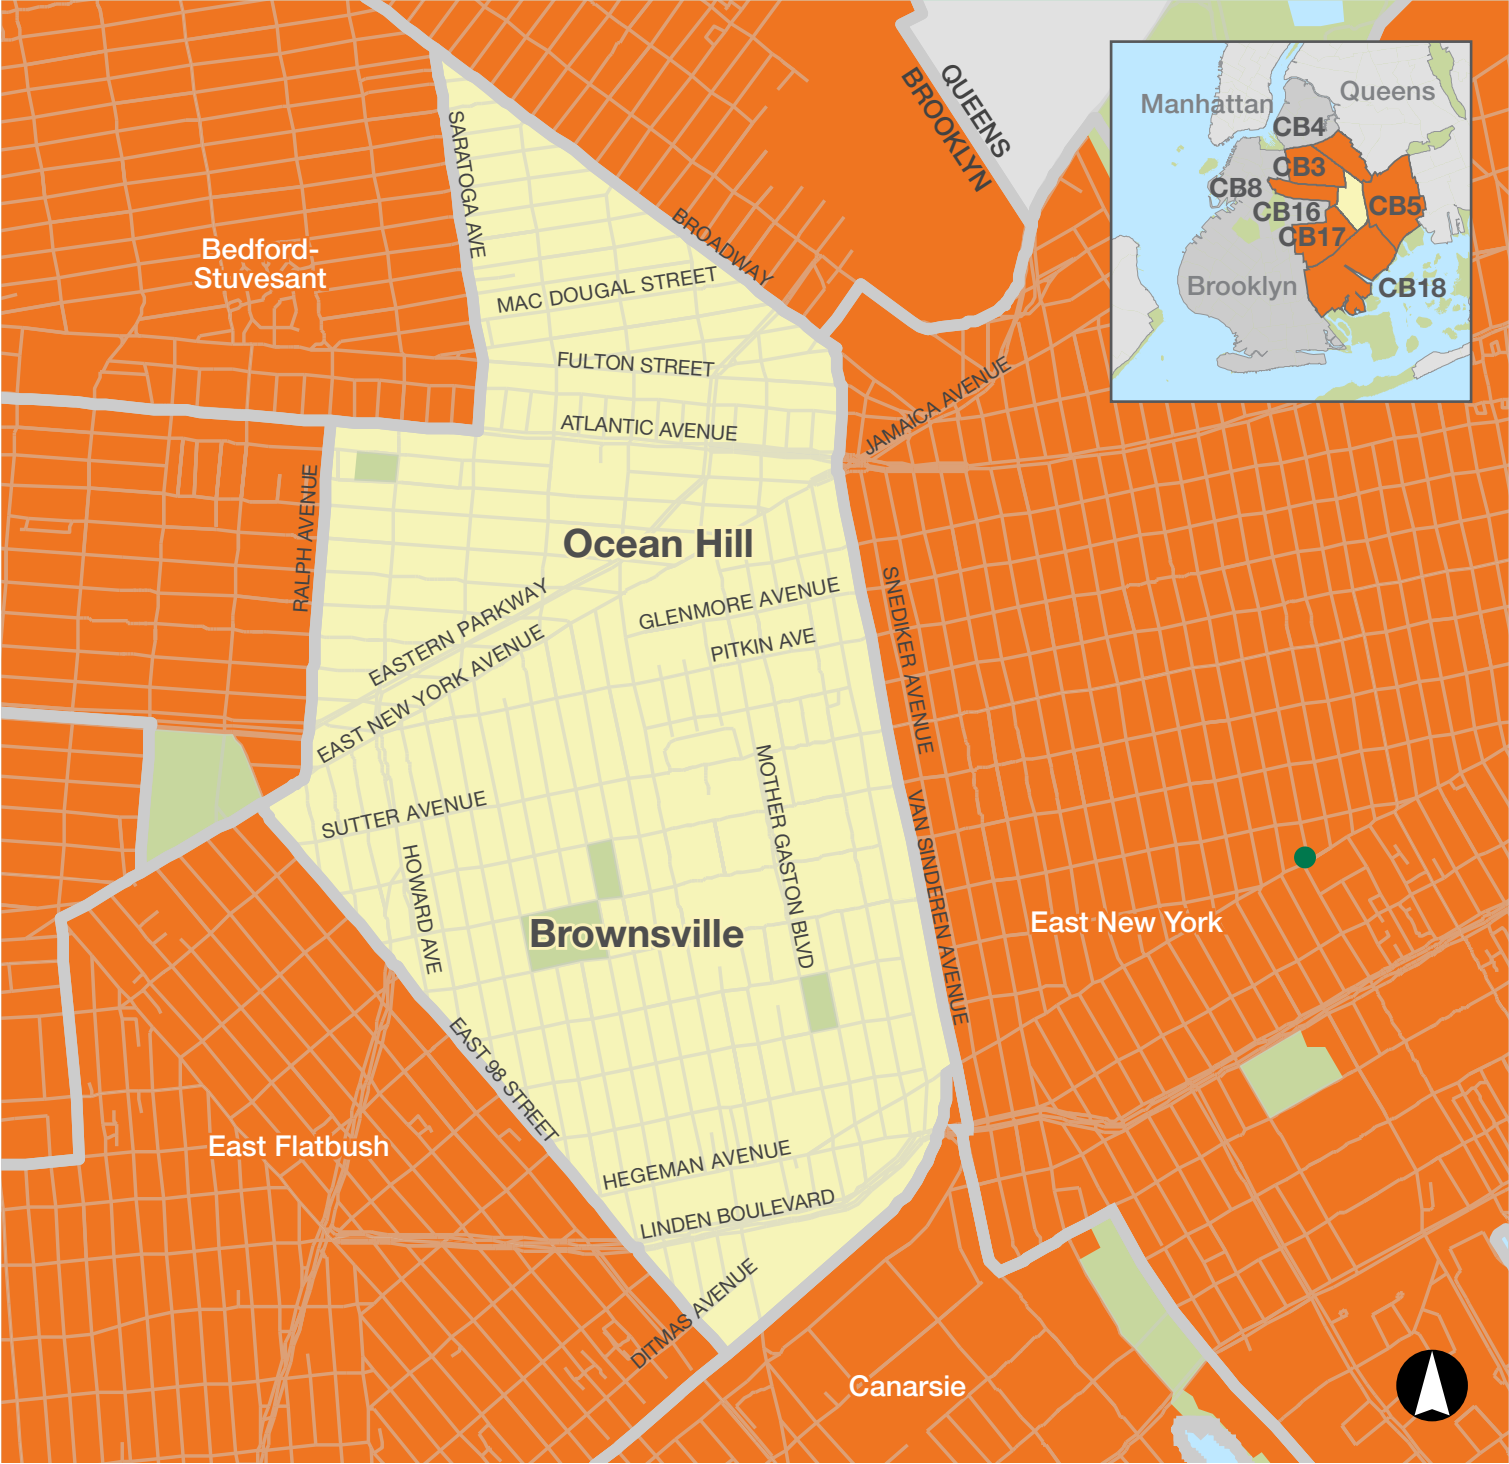 QUEENS
BROOKLYN
Manhattan
Queens
CB4
CB3
CB8
CB16
CB5
CB17
Brooklyn
CB18
SARATOGA AVE
BROADWAY
Bedford-
Stuvesant
MAC DOUGAL STREET
FULTON STREET
JAMAICA AVENUE
ATLANTIC AVENUE
RALPH AVENUE
Ocean Hill
EASTERN PARKWAY
GLENMORE AVENUE
SNEDIKER AVENUE
EAST NEW YORK AVENUE
PITKIN AVE
MOTHER GASTON BLVD
SUTTER AVENUE
VAN SINDEREN AVENUE
HOWARD AVE
Brownsville
East New York
EAST 98 STREET
East Flatbush
HEGEMAN AVENUE
LINDEN BOULEVARD
DITMAS AVENUE
Canarsie